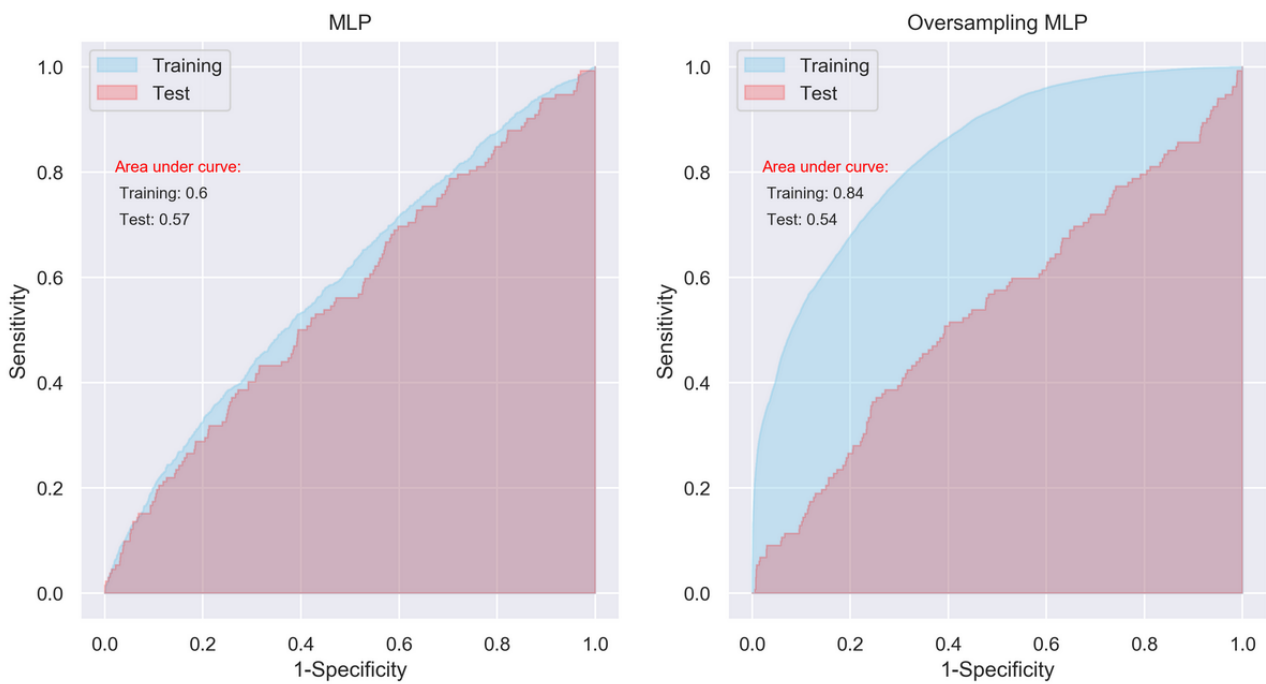 MLP
Training
Test
Area under curve:
Training: 0.6
Test: 0.57
1.0
0.8
0.6
0.4
0.2
0.0
Sensitivity
0.0 0.2 0.4 0.6 0.8 1.0
1-Specificity
Oversampling MLP
Training
Test
Area under curve:
Training: 0.84
Test: 0.54
1.0
0.8
0.6
0.4
0.2
0.0
Sensitivity
0.0 0.2 0.4 0.6 0.8 1.0
1-Specificity